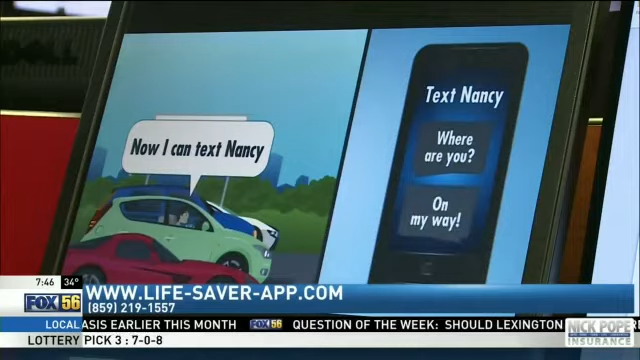 DELL
Now I can text Nancy
Text Nancy
Where
are you?
On
my way!
7:46 34°
FOX 56
WWW.LIFE-SAVER-APP.COM
(859) 219-1557
LOCAL ASIS EARLIER THIS MONTH FOX 56 QUESTION OF THE WEEK: SHOULD LEXINGTON
LOTTERY PICK 3 : 7-0-8
NICK POPE
INSURANCE